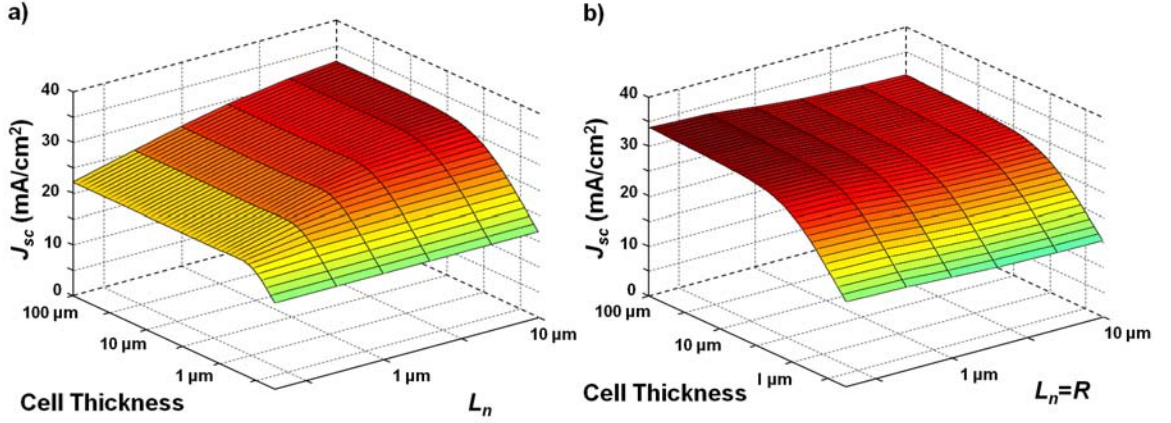 a)
40
30
20
10
0
J_sc (mA/cm²)
100 µm
10 µm
1 µm
Cell Thickness
1 µm
10 µm
L_n
b)
40
30
20
10
0
J_sc (mA/cm²)
100 µm
10 µm
I µm
Cell Thickness
1 µm
10 µm
L_n=R